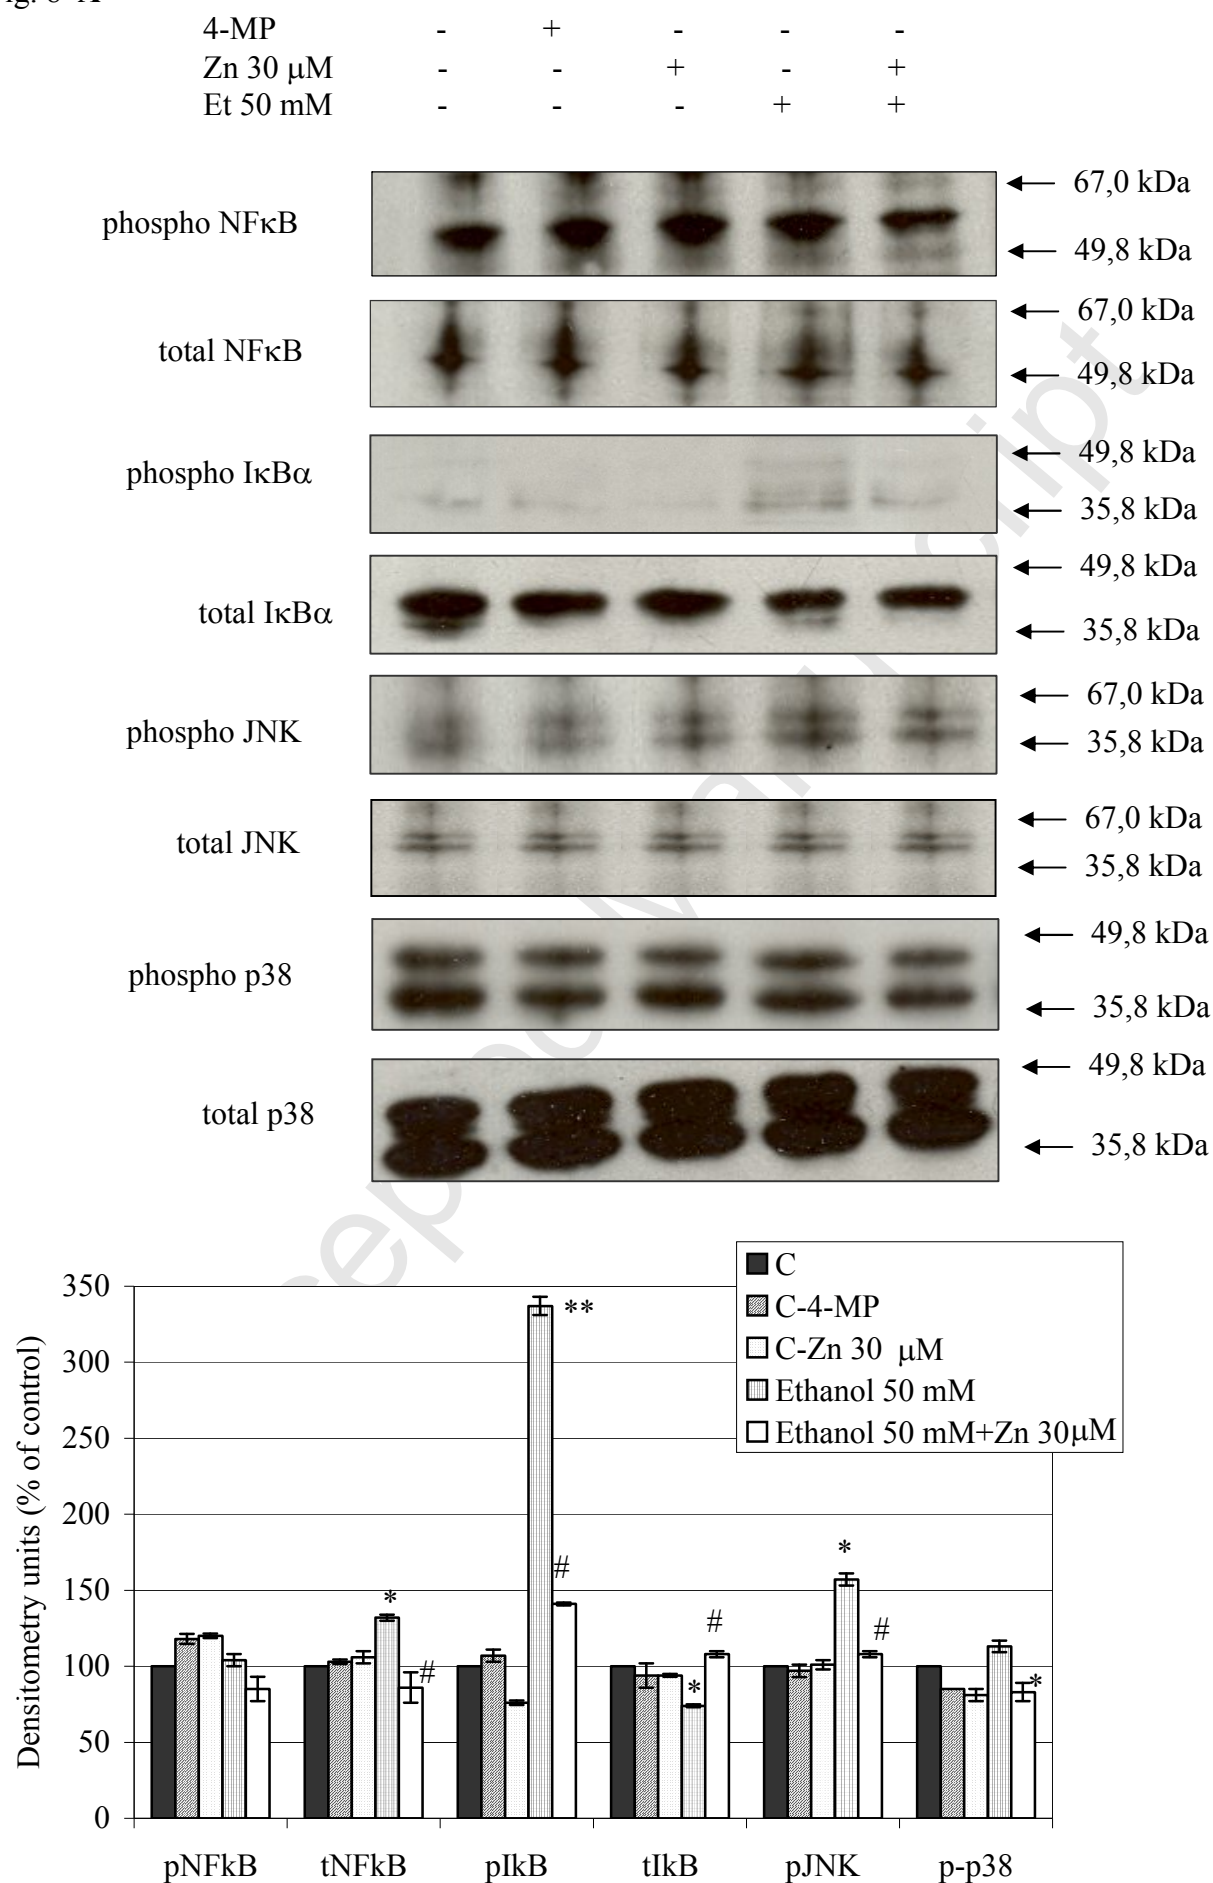 4-MP - + - - -
Zn 30 μM - - + - +
Et 50 mM - - - + +
phospho NFκB
67,0 kDa
49,8 kDa
total NFκB
67,0 kDa
49,8 kDa
phospho IκBα
49,8 kDa
35,8 kDa
total IκBα
49,8 kDa
35,8 kDa
phospho JNK
67,0 kDa
35,8 kDa
total JNK
67,0 kDa
35,8 kDa
phospho p38
49,8 kDa
35,8 kDa
total p38
49,8 kDa
35,8 kDa
C
C-4-MP
C-Zn 30 μM
Ethanol 50 mM
Ethanol 50 mM+Zn 30μM
Densitometry units (% of control)
350
300
250
200
150
100
50
0
**
#
*
#
*
#
*
#
*
pNFkB tNFkB pIkB tIkB pJNK p-p38